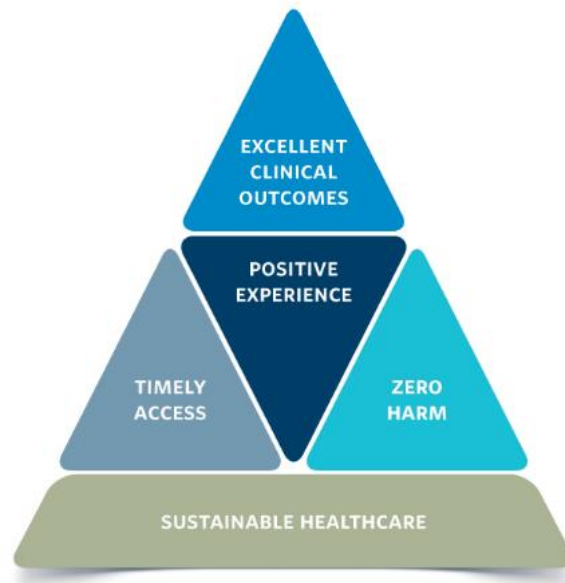 EXCELLENT
CLINICAL
OUTCOMES
POSITIVE
EXPERIENCE
TIMELY
ACCESS
ZERO
HARM
SUSTAINABLE HEALTHCARE